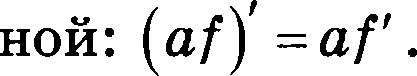 ной: (af)′ = af′.